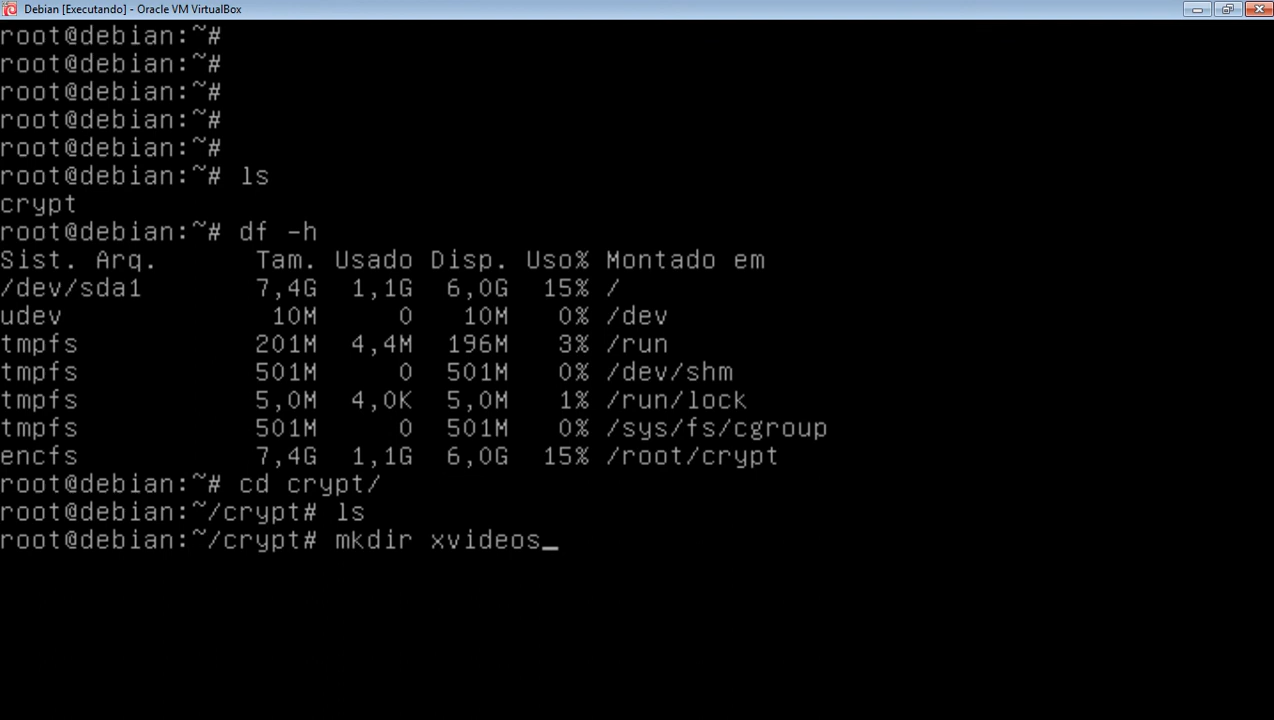 Debian [Executando] - Oracle VM VirtualBox
root@debian:~#
root@debian:~#
root@debian:~#
root@debian:~#
root@debian:~#
root@debian:~# ls
crypt
root@debian:~# df -h
Sist. Arq. Tam. Usado Disp. Uso% Montado em
/dev/sda1 7,4G 1,1G 6,0G 15% /
udev 10M 0 10M 0% /dev
tmpfs 201M 4,4M 196M 3% /run
tmpfs 501M 0 501M 0% /dev/shm
tmpfs 5,0M 4,0K 5,0M 1% /run/lock
tmpfs 501M 0 501M 0% /sys/fs/cgroup
encfs 7,4G 1,1G 6,0G 15% /root/crypt
root@debian:~# cd crypt/
root@debian:~/crypt# ls
root@debian:~/crypt# mkdir xvideos_